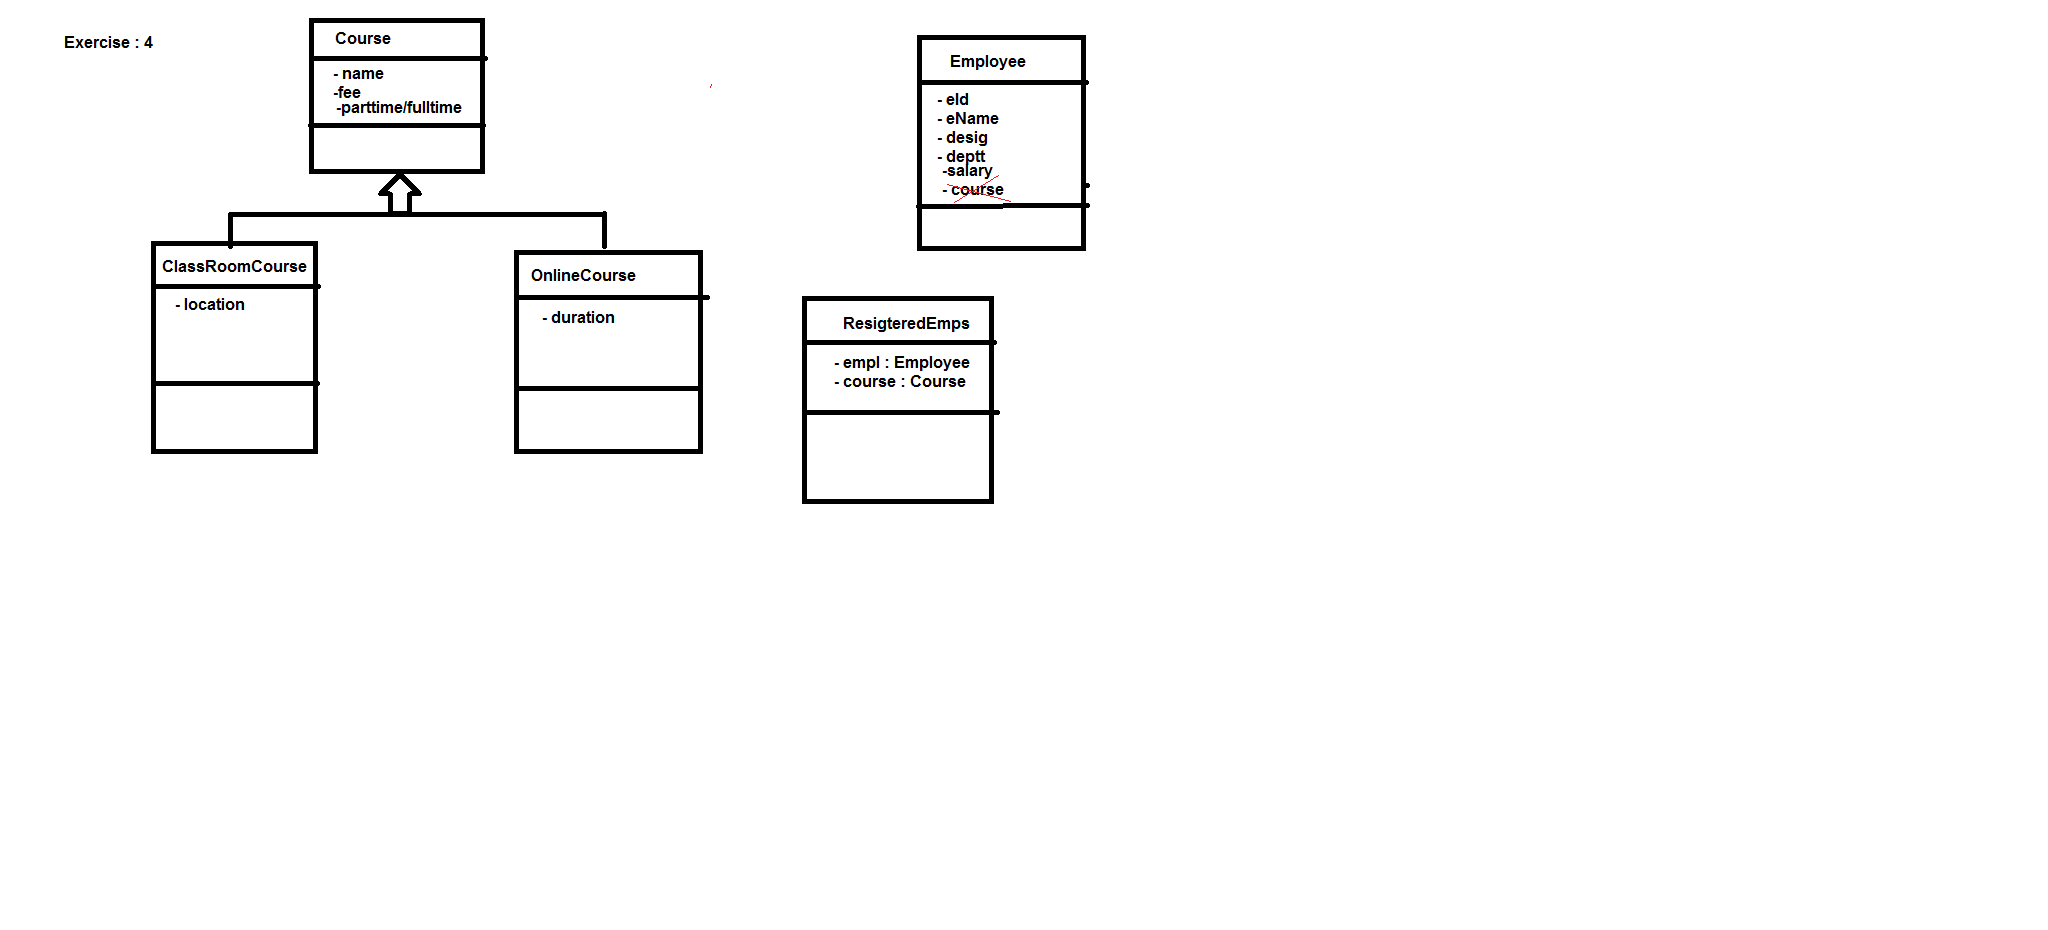 Exercise : 4
Course
- name
-fee
-parttime/fulltime
ClassRoomCourse
- location
OnlineCourse
- duration
Employee
- eId
- eName
- desig
- deptt
-salary
- course
ResigteredEmps
- empl : Employee
- course : Course